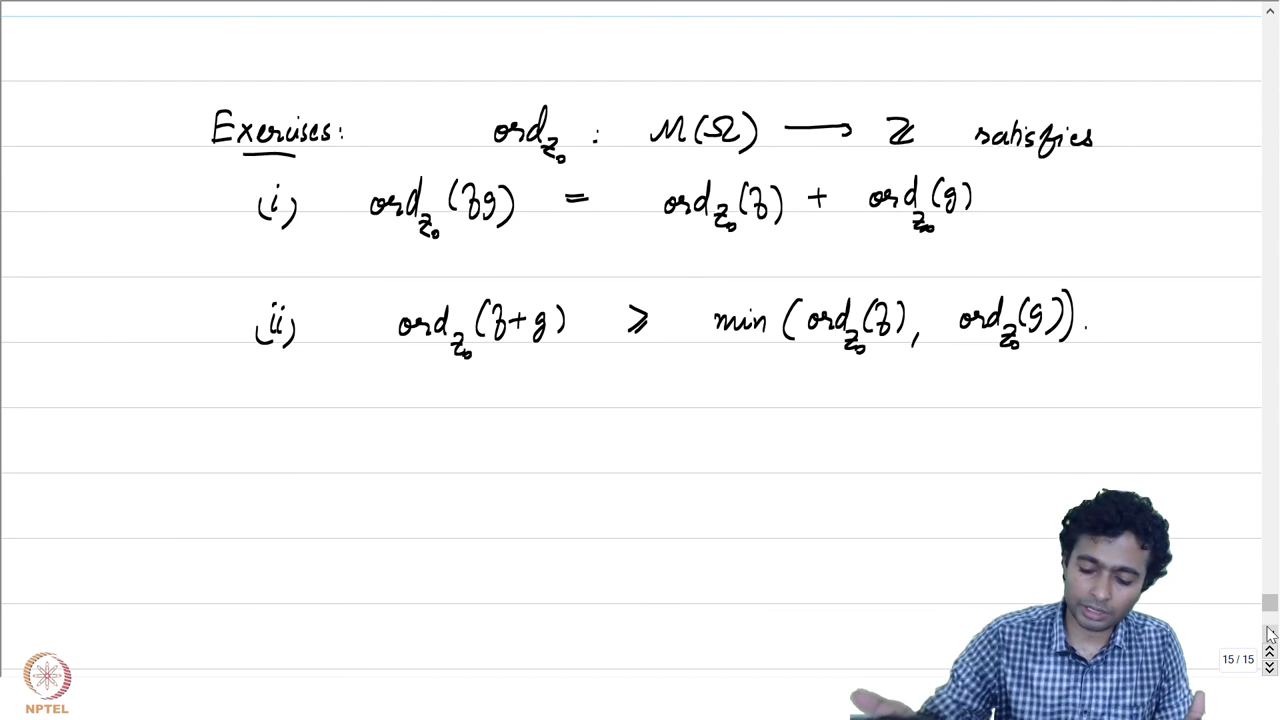 Exercises: ord_{z_0} : M(Ω) ⟶ ℤ satisfies
(i) ord_{z_0}(fg) = ord_{z_0}(f) + ord_{z_0}(g)
(ii) ord_{z_0}(f+g) ⩾ min (ord_{z_0}(f), ord_{z_0}(g)).
15 / 15
NPTEL